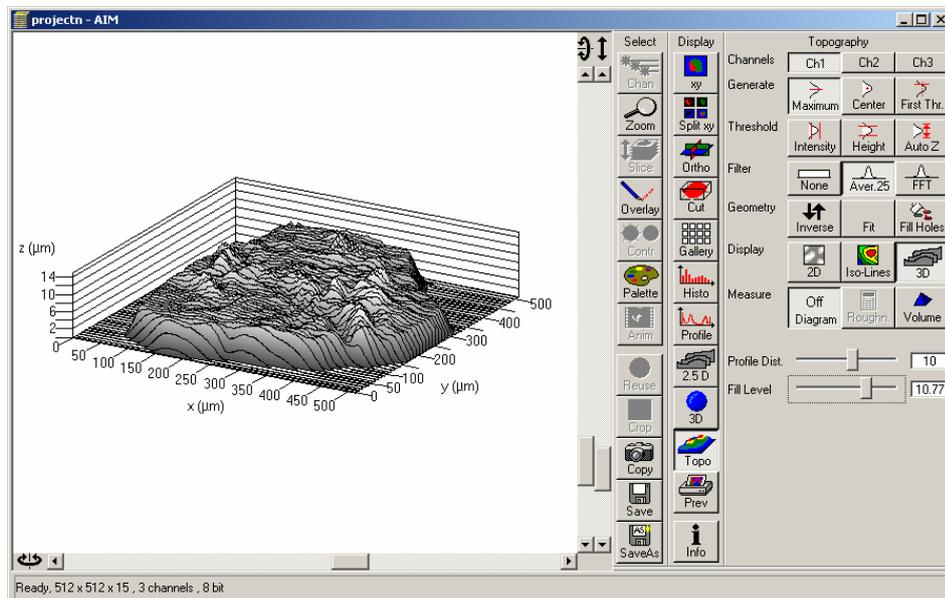 projectn - AIM
Select
Chan
Zoom
Slice
Overlay
Contr
Palette
Anim
Reuse
Crop
Copy
Save
AS
SaveAs
Display
xy
Split xy
Ortho
Cut
Gallery
Histo
Profile
2.5 D
3D
Topo
Prev
Info
Topography
Channels Ch1 Ch2 Ch3
Generate Maximum Center First Thr.
Threshold Intensity Height Auto Z
Filter None Aver.25 FFT
Geometry Inverse Fit Fill Holes
Display 2D Iso-Lines 3D
Measure Off Diagram Roughn. Volume
Profile Dist. 10
Fill Level 10.77
z (µm)
14
10
6
2
0
0 50 100 150 200 250 300 350 400 450 500
x (µm)
0 50 100 200 300 400 500
y (µm)
Ready, 512 x 512 x 15 , 3 channels , 8 bit